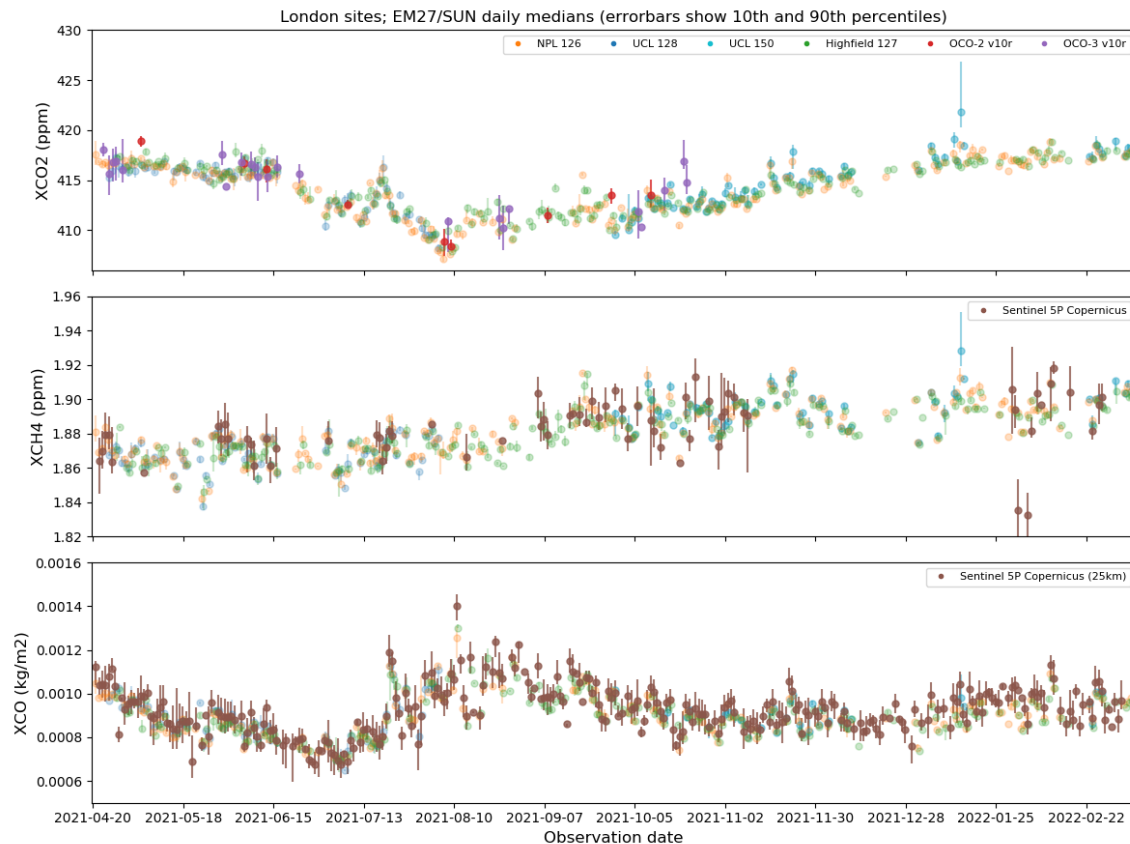 London sites; EM27/SUN daily medians (errorbars show 10th and 90th percentiles)
430
425
420
415
410
XCO2 (ppm)
NPL 126 UCL 128 UCL 150 Highfield 127 OCO-2 v10r OCO-3 v10r
1.96
1.94
1.92
1.90
1.88
1.86
1.84
1.82
XCH4 (ppm)
Sentinel 5P Copernicus
0.0016
0.0014
0.0012
0.0010
0.0008
0.0006
XCO (kg/m2)
Sentinel 5P Copernicus (25km)
2021-04-20 2021-05-18 2021-06-15 2021-07-13 2021-08-10 2021-09-07 2021-10-05 2021-11-02 2021-11-30 2021-12-28 2022-01-25 2022-02-22
Observation date